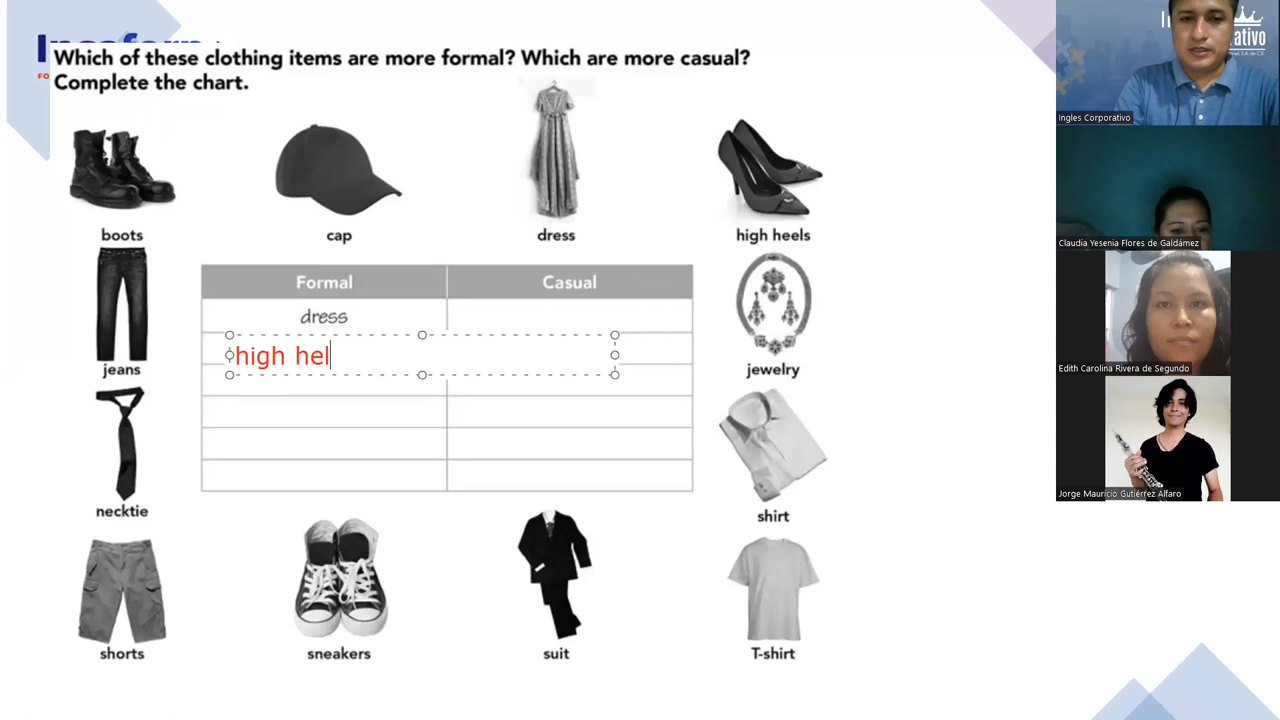 Which of these clothing items are more formal? Which are more casual?
Complete the chart.
boots
cap
dress
high heels
Formal
Casual
dress
high hel
jeans
jewelry
necktie
shirt
shorts
sneakers
suit
T-shirt
Ingles Corporativo
Claudia Yesenia Flores de Galdámez
Edith Carolina Rivera de Segundo
Jorge Mauricio Gutiérrez Alfaro